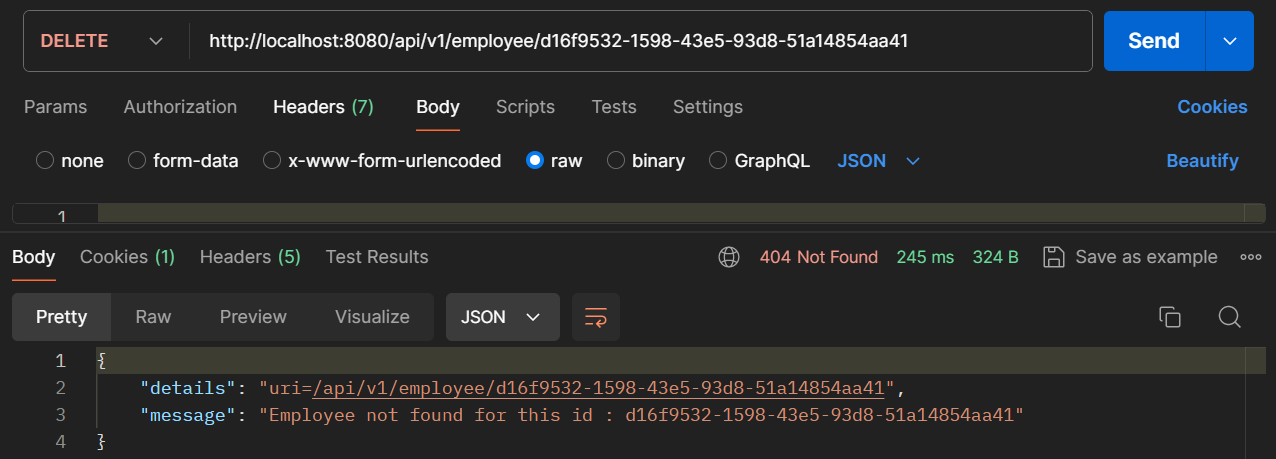 DELETE http://localhost:8080/api/v1/employee/d16f9532-1598-43e5-93d8-51a14854aa41 Send
Params Authorization Headers (7) Body Scripts Tests Settings Cookies
none form-data x-www-form-urlencoded raw binary GraphQL JSON Beautify
1
Body Cookies (1) Headers (5) Test Results 404 Not Found 245 ms 324 B Save as example
Pretty Raw Preview Visualize JSON
1 {
2 "details": "uri=/api/v1/employee/d16f9532-1598-43e5-93d8-51a14854aa41",
3 "message": "Employee not found for this id : d16f9532-1598-43e5-93d8-51a14854aa41"
4 }